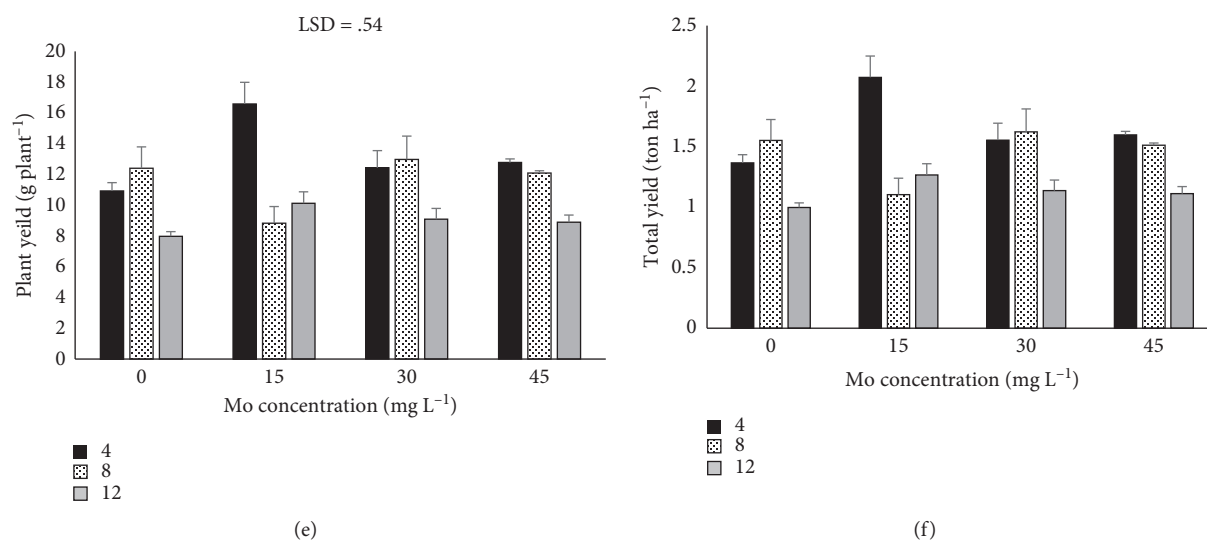 LSD = .54
Plant yeild (g plant⁻¹)
20
18
16
14
12
10
8
6
4
2
0
0 15 30 45
Mo concentration (mg L⁻¹)
4
8
12
(e)
Total yield (ton ha⁻¹)
2.5
2
1.5
1
0.5
0
0 15 30 45
Mo concentration (mg L⁻¹)
4
8
12
(f)